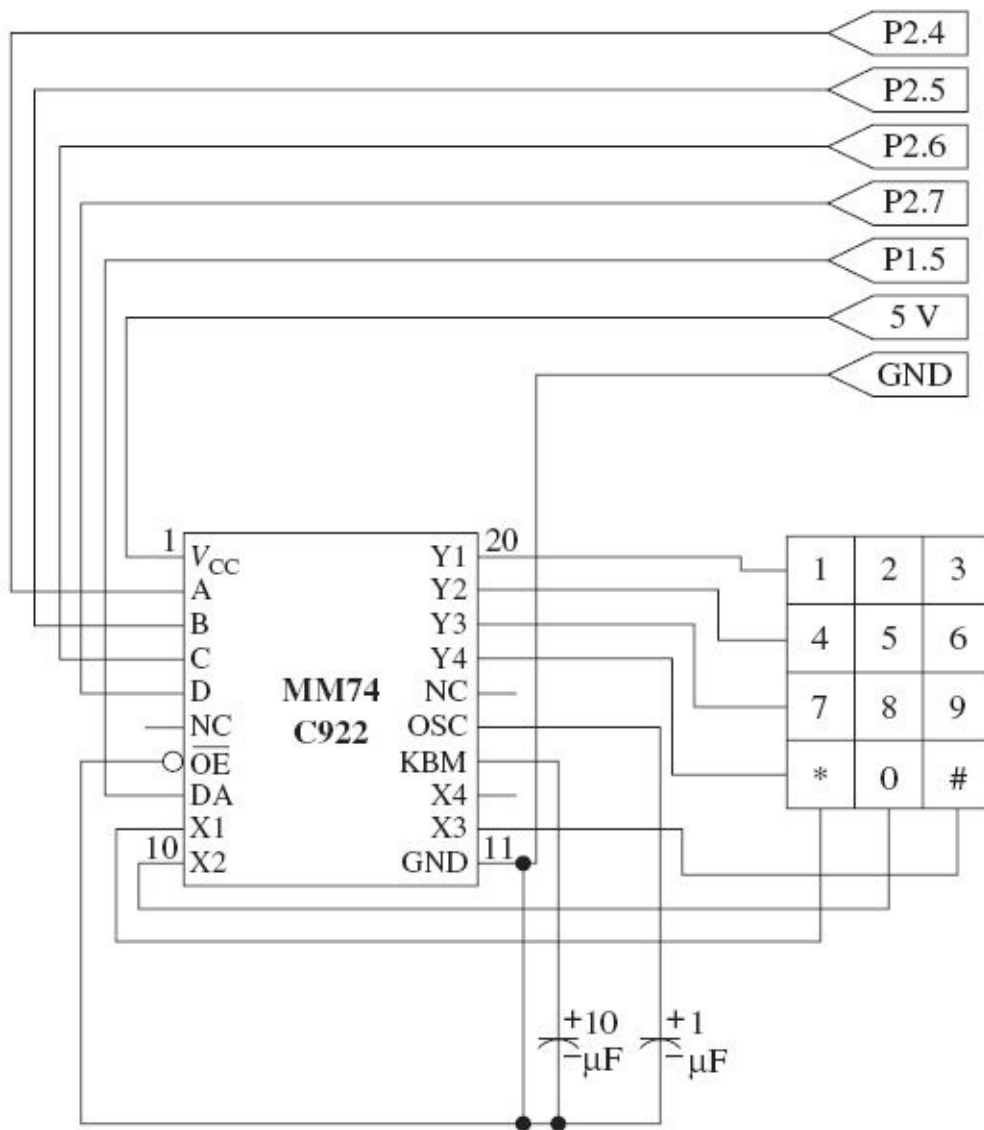 P2.4
P2.5
P2.6
P2.7
P1.5
5 V
GND
1
20
VCC
A
B
C
D
NC
OE
DA
X1
10
X2
MM74
C922
Y1
Y2
Y3
Y4
NC
OSC
KBM
X4
X3
11
GND
1 2 3
4 5 6
7 8 9
* 0 #
+10
-µF
+1
-µF